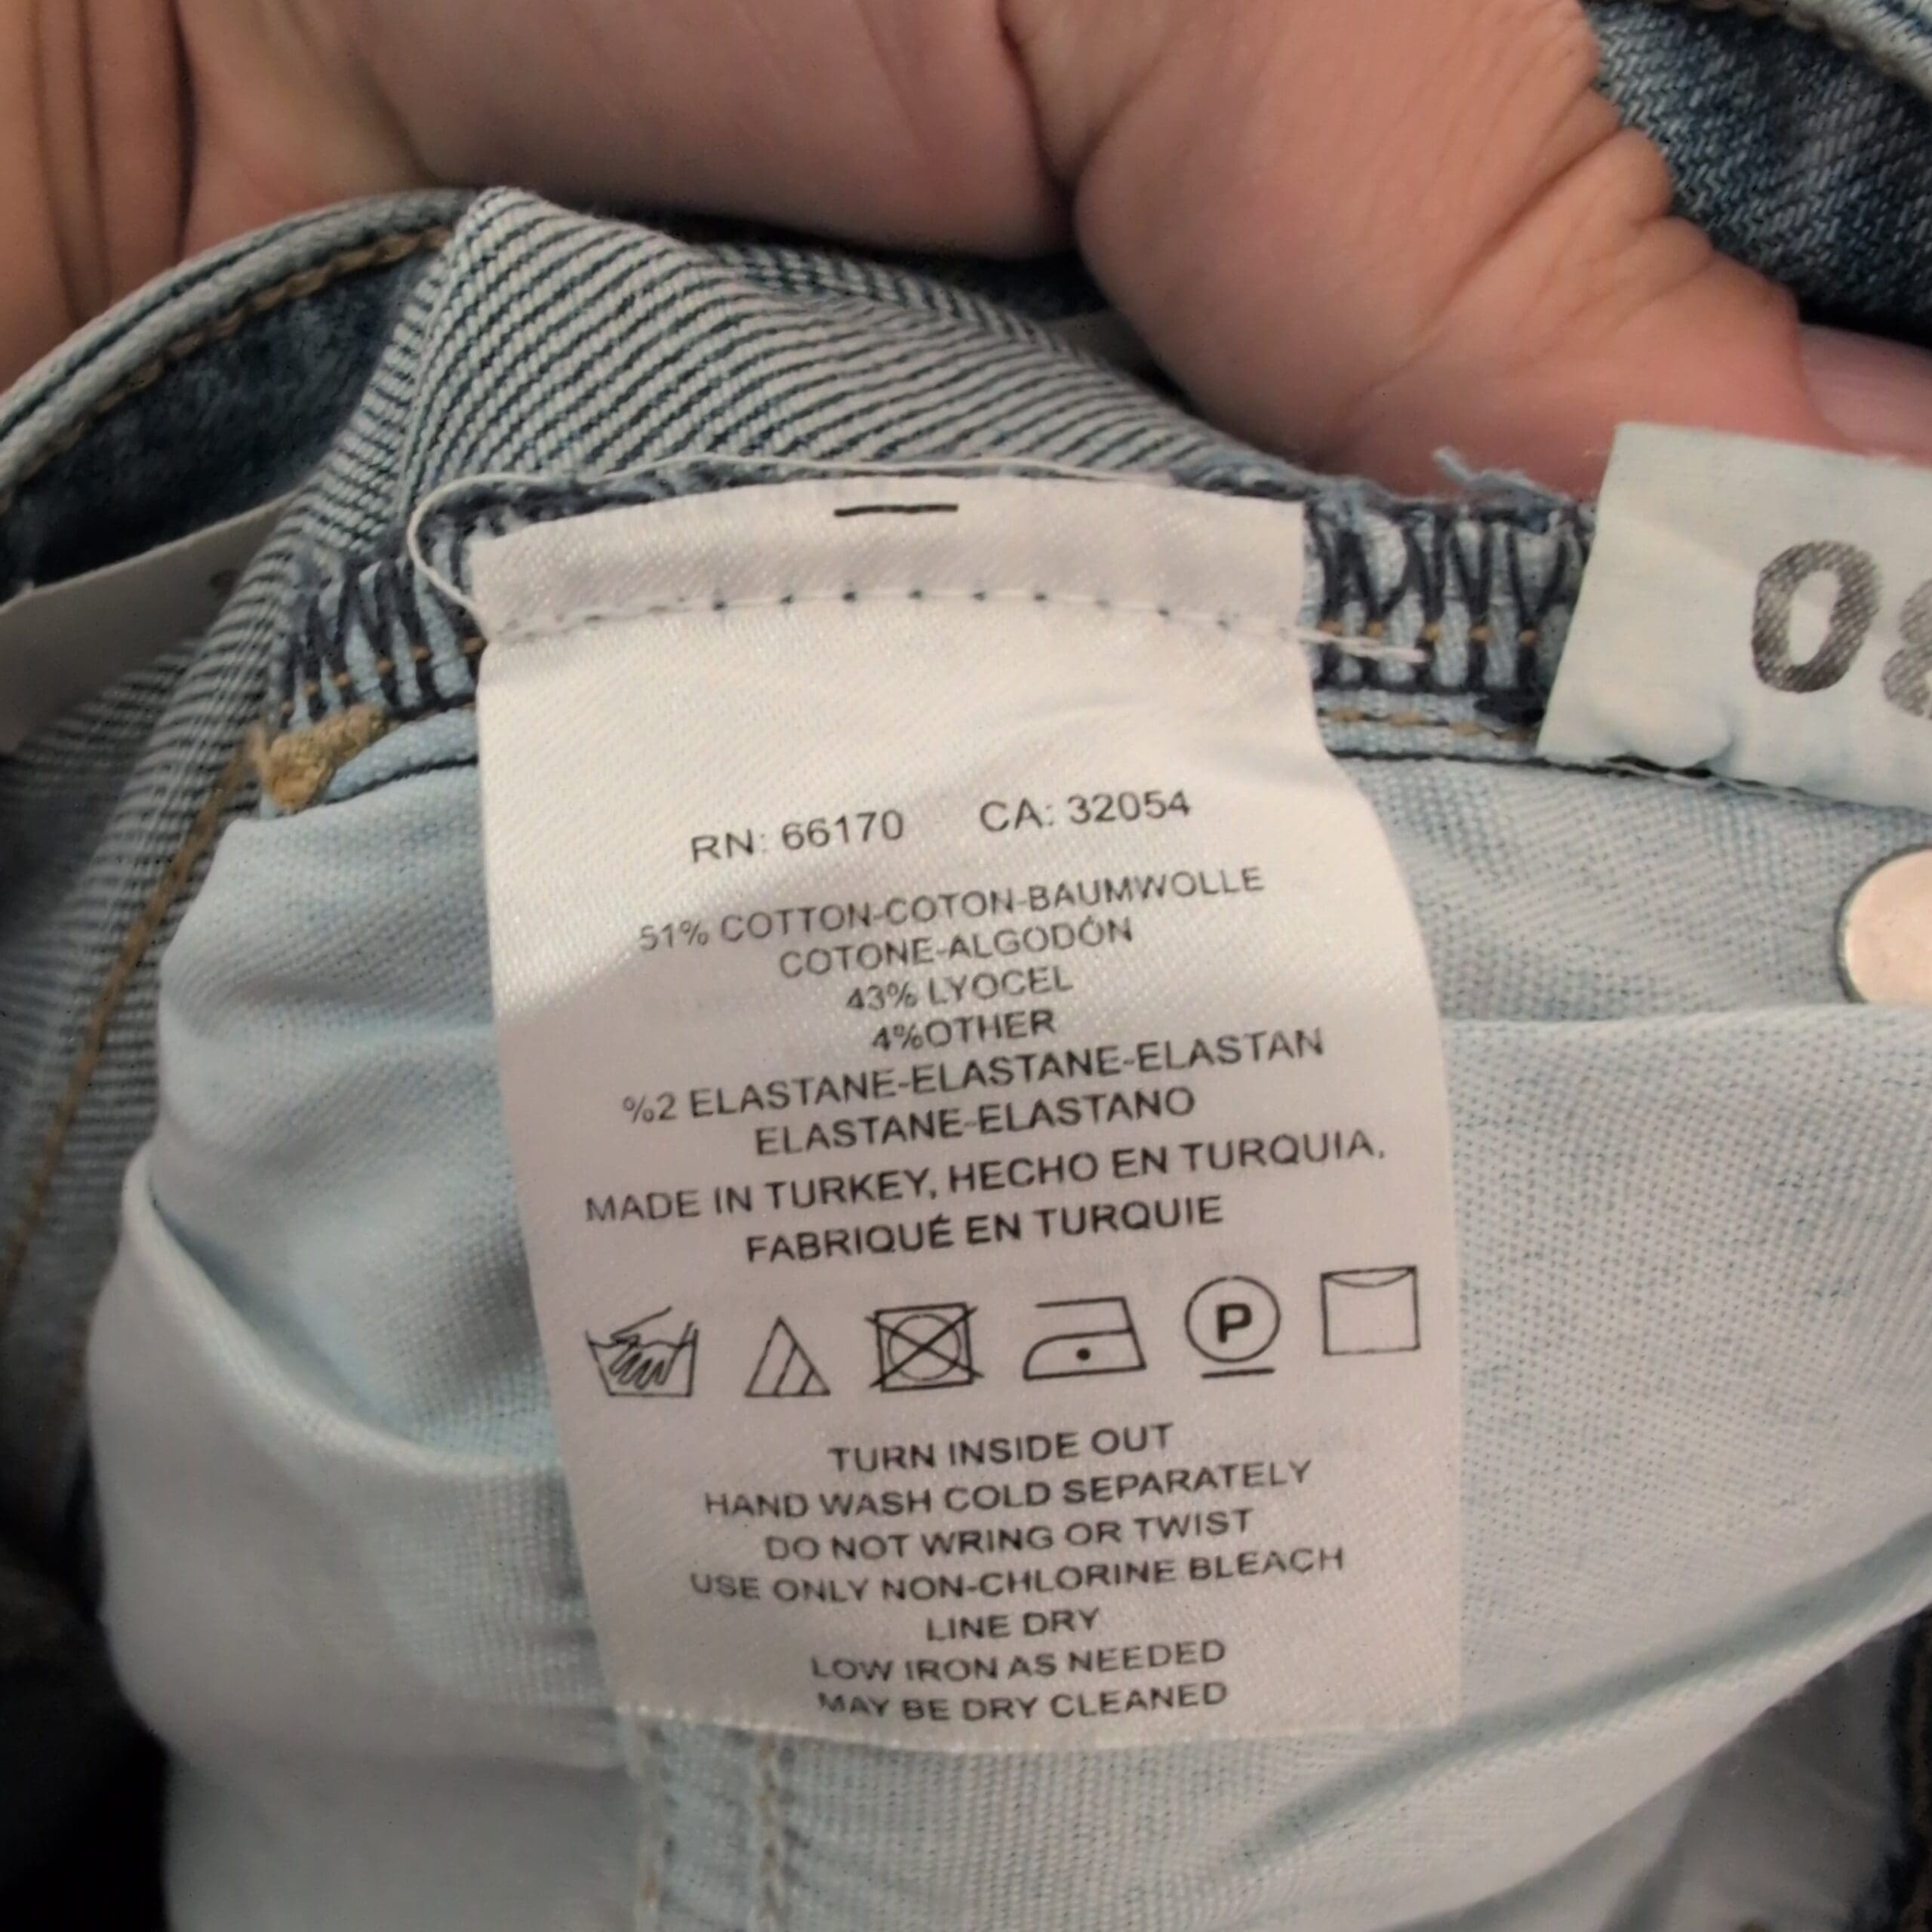 RN: 66170 CA: 32054
51% COTTON-COTON-BAUMWOLLE
COTONE-ALGODÓN
43% LYOCEL
4%OTHER
%2 ELASTANE-ELASTANE-ELASTAN
ELASTANE-ELASTANO
MADE IN TURKEY, HECHO EN TURQUIA,
FABRIQUÉ EN TURQUIE
P
TURN INSIDE OUT
HAND WASH COLD SEPARATELY
DO NOT WRING OR TWIST
USE ONLY NON-CHLORINE BLEACH
LINE DRY
LOW IRON AS NEEDED
MAY BE DRY CLEANED